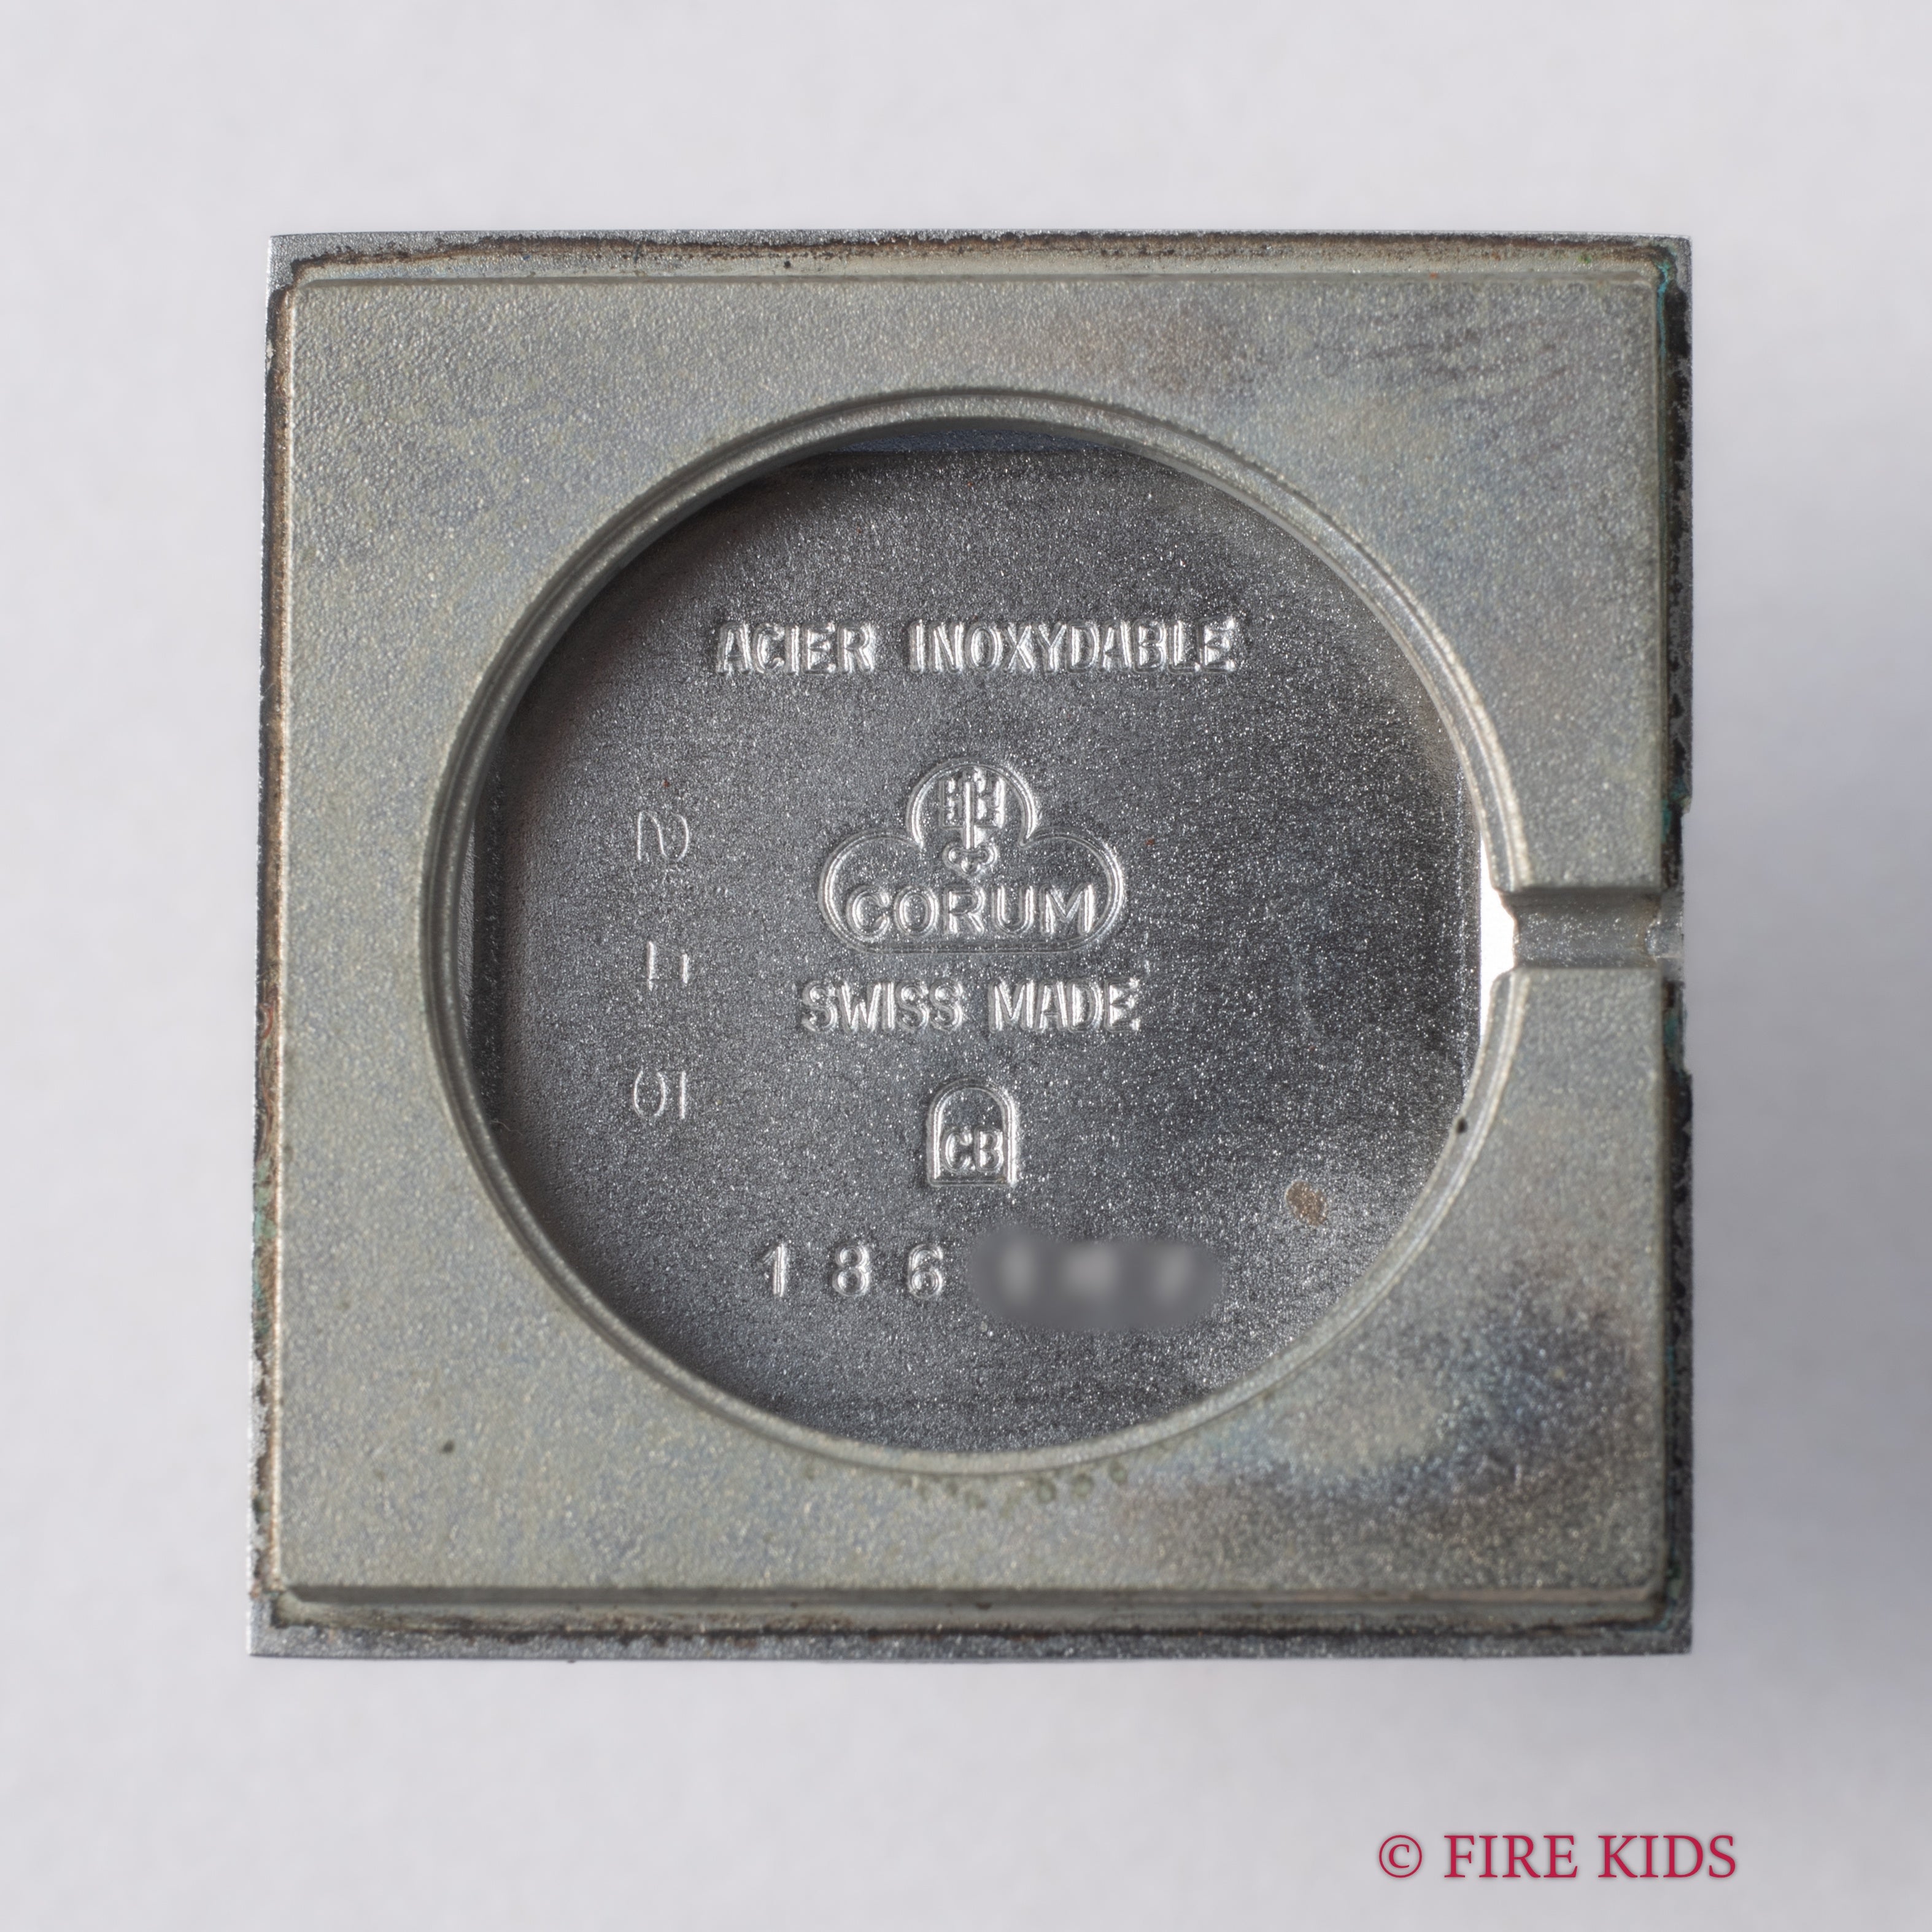 ACIER INOXYDABLE
CORUM
SWISS MADE
CB
186
© FIRE KIDS